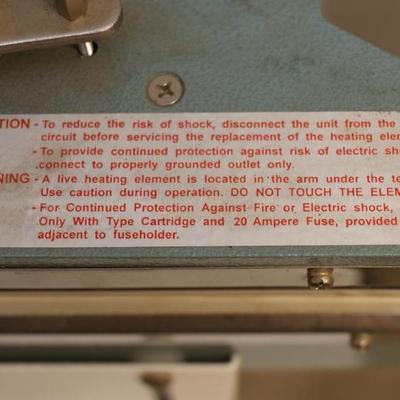 TION - To reduce the risk of shock, disconnect the unit from the
circuit before servicing the replacement of the heating elem
- To provide continued protection against risk of electric sho
connect to properly grounded outlet only.
NING - A live heating element is located in the arm under the te
Use caution during operation. DO NOT TOUCH THE ELEM
- For Continued Protection Against Fire or Electric shock,
Only With Type Cartridge and 20 Ampere Fuse, provided
adjacent to fuseholder.